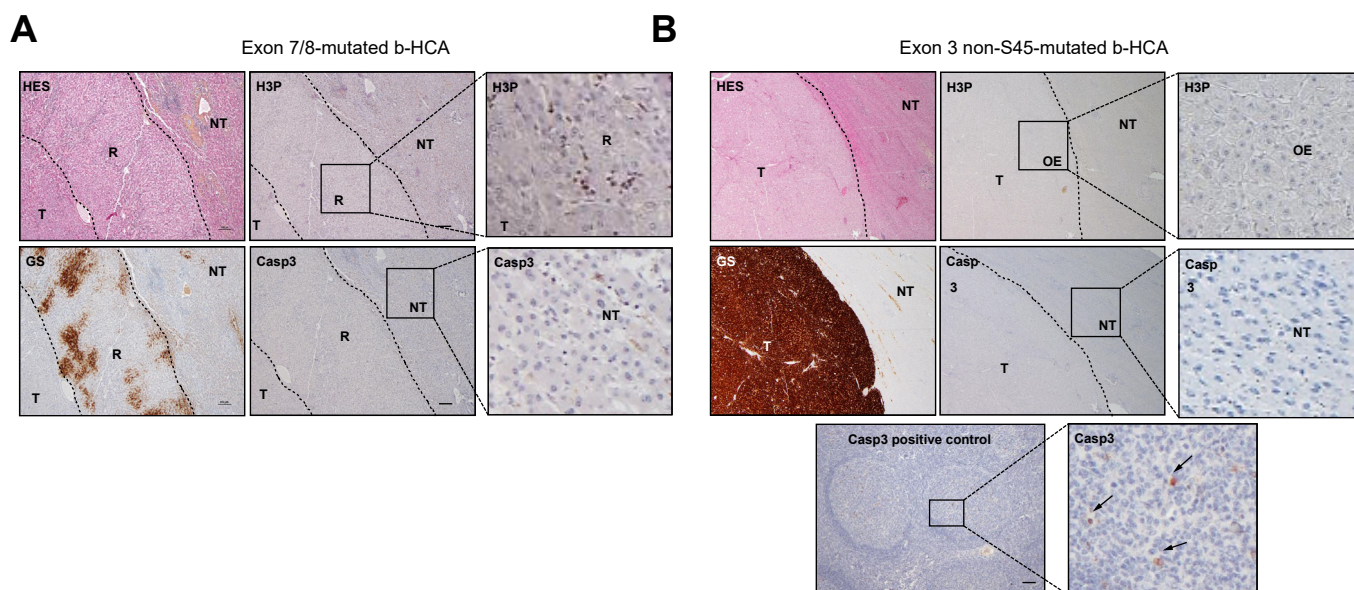 A
Exon 7/8-mutated b-HCA
HES
R
NT
T
H3P
NT
R
T
H3P
R
T
GS
NT
R
T
Casp3
NT
R
T
Casp3
NT
B
Exon 3 non-S45-mutated b-HCA
HES
NT
T
H3P
NT
OE
T
H3P
OE
GS
NT
T
Casp
3
NT
T
Casp
3
NT
Casp3 positive control
Casp3